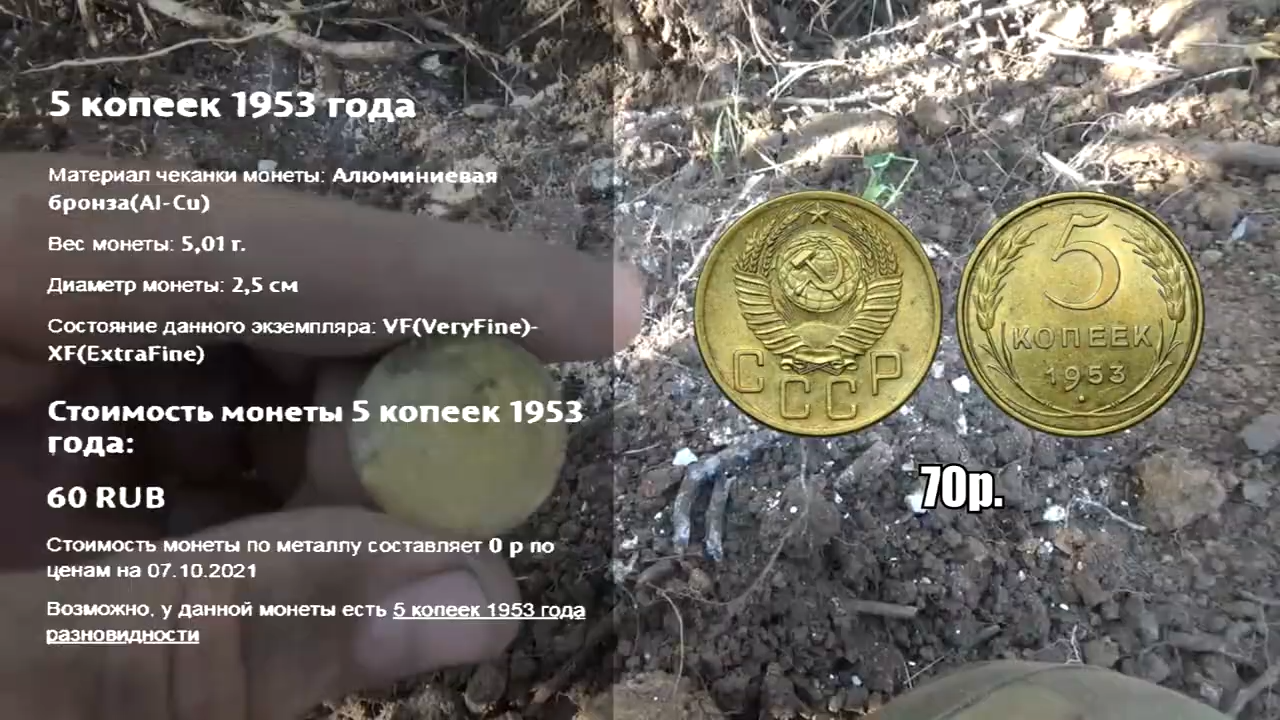 5 копеек 1953 года
Материал чеканки монеты: Алюминиевая
бронза(Al-Cu)
Вес монеты: 5,01 г.
Диаметр монеты: 2,5 см
Состояние данного экземпляра: VF(VeryFine)-
XF(ExtraFine)
Стоимость монеты 5 копеек 1953
года:
60 RUB
Стоимость монеты по металлу составляет 0 р по
ценам на 07.10.2021
Возможно, у данной монеты есть 5 копеек 1953 года
разновидности
СССР
5
КОПЕЕК
1953
70р.